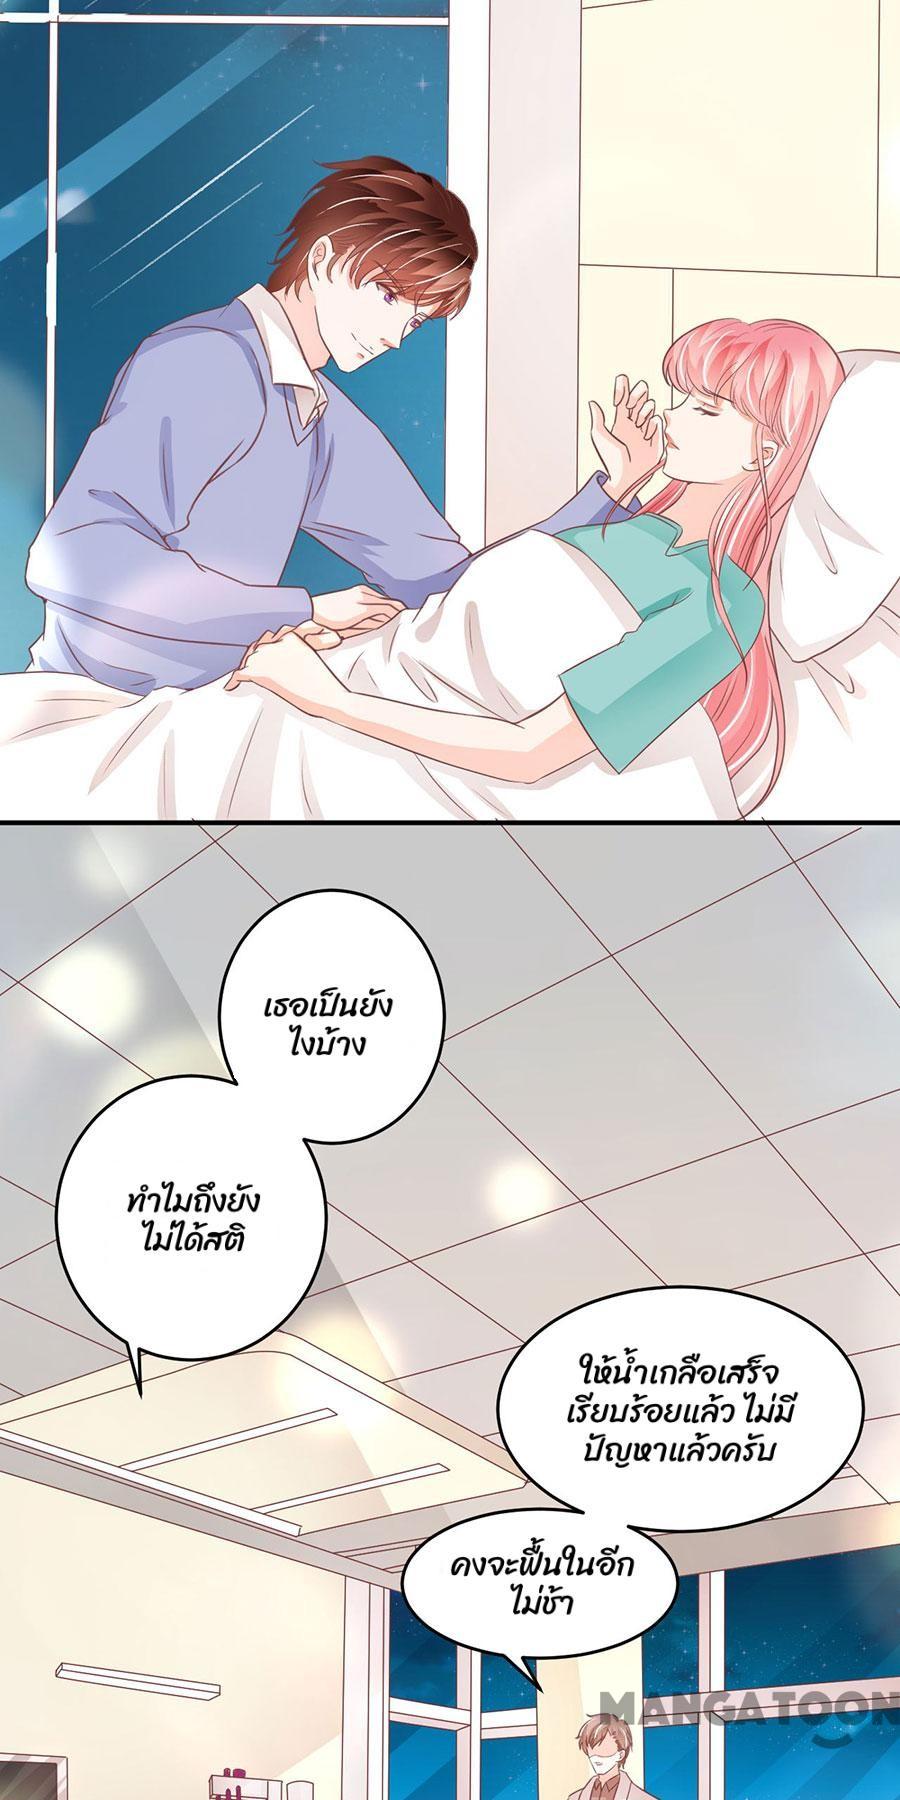 เธอเป็นยัง
ไงบ้าง
ทำไมถึงยัง
ไม่ได้สติ
ให้น้ำเกลือเสร็จ
เรียบร้อยแล้ว ไม่มี
ปัญหาแล้วครับ
คงจะฟื้นในอีก
ไม่ช้า
MANGATOON